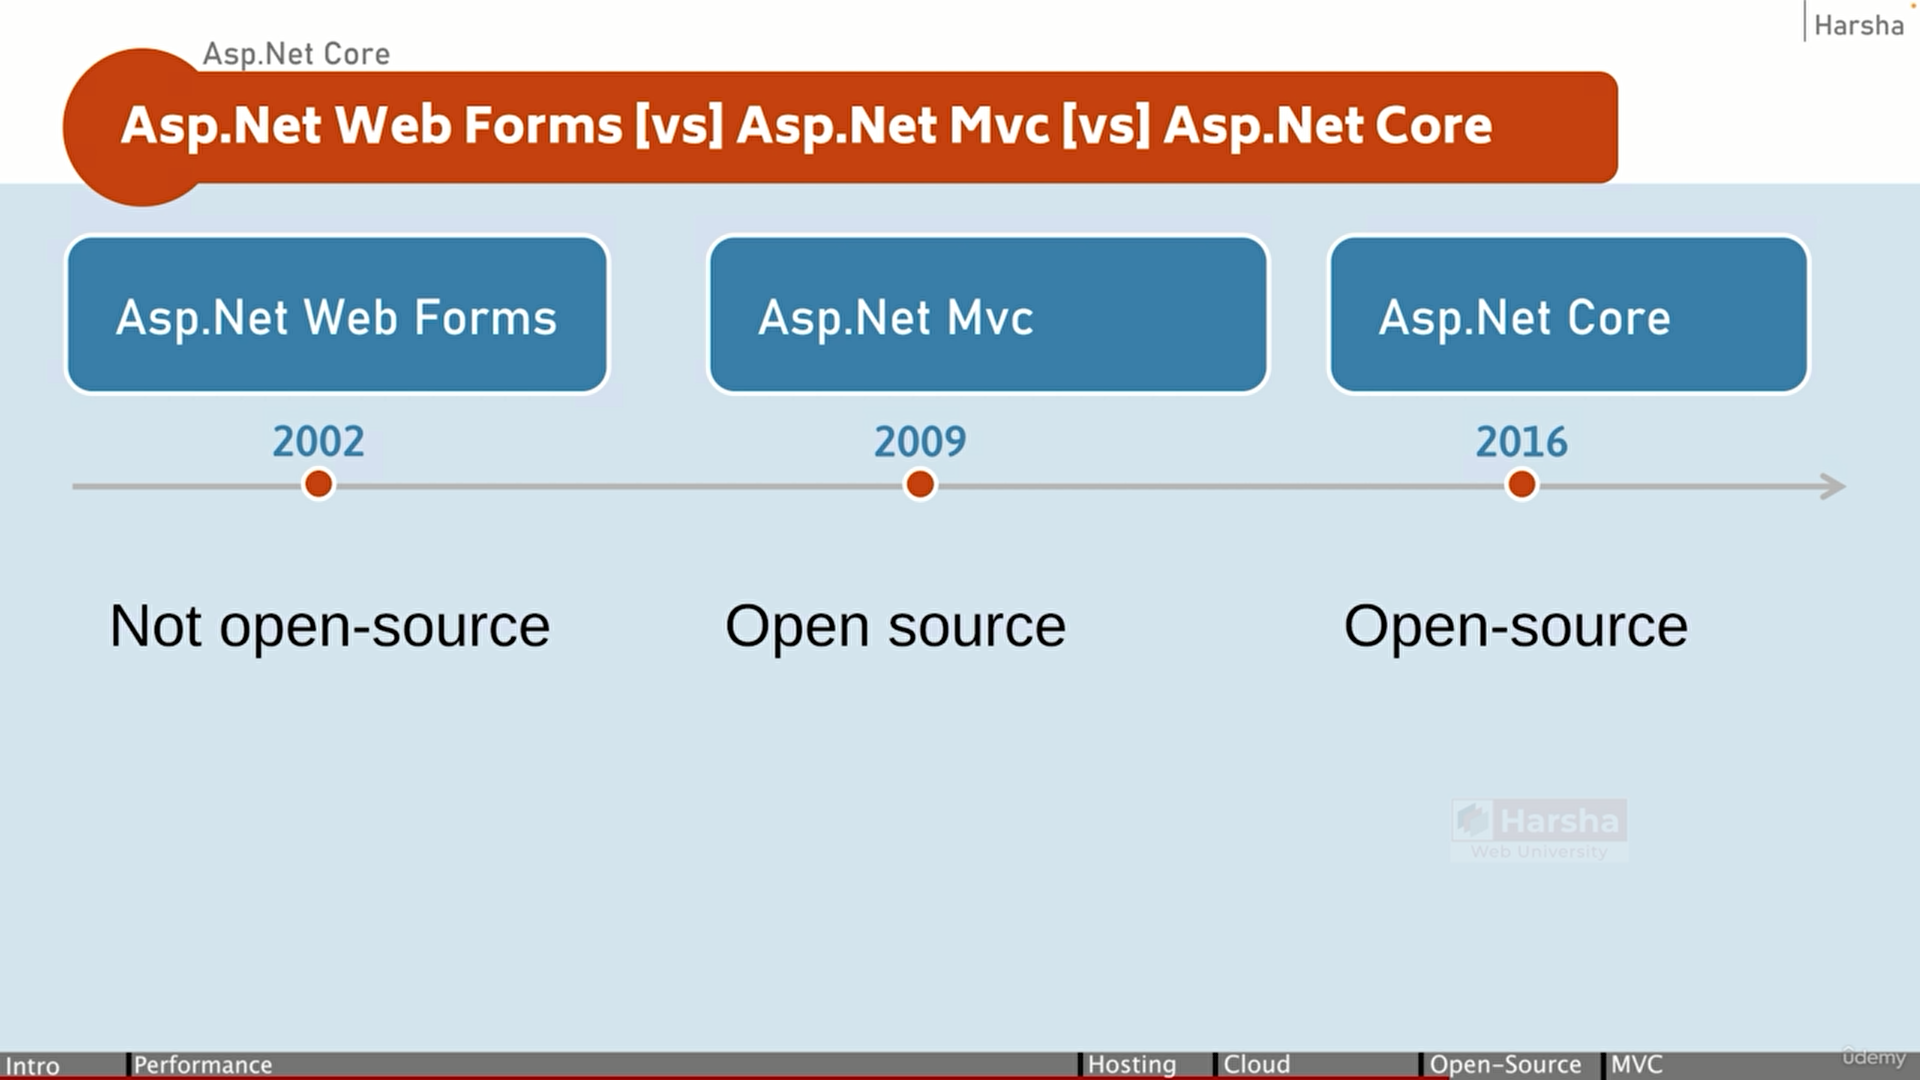 Harsha
Asp.Net Core
Asp.Net Web Forms [vs] Asp.Net Mvc [vs] Asp.Net Core
Asp.Net Web Forms
Asp.Net Mvc
Asp.Net Core
2002
2009
2016
Not open-source
Open source
Open-source
Harsha
Web University
Intro
Performance
Hosting
Cloud
Open-Source
MVC
ûdemy